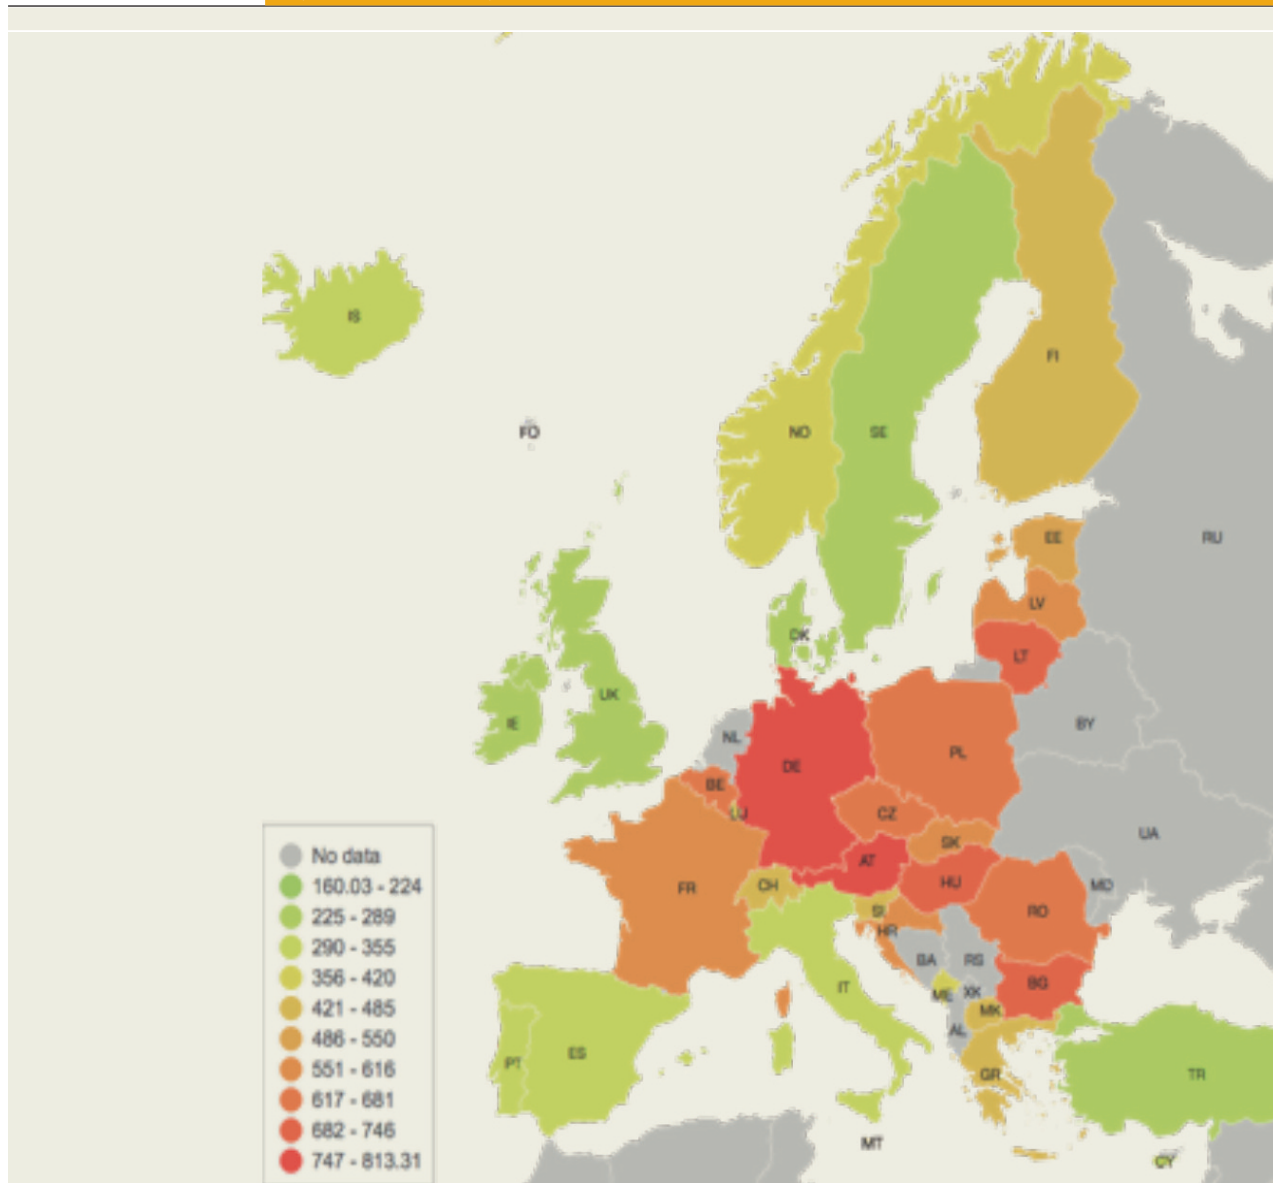 IS
FI
FO
NO
SE
EE
RU
LV
DK
LT
UK
IE
BY
NL
PL
DE
BE
CZ
LU
UA
SK
No data
AT
HU
MD
CH
FR
160.03 - 224
SI
RO
225 - 289
HR
290 - 355
BA
RS
356 - 420
BG
IT
ME
XK
421 - 485
MK
AL
486 - 550
ES
PT
551 - 616
GR
TR
617 - 681
682 - 746
MT
747 - 813.31
CY